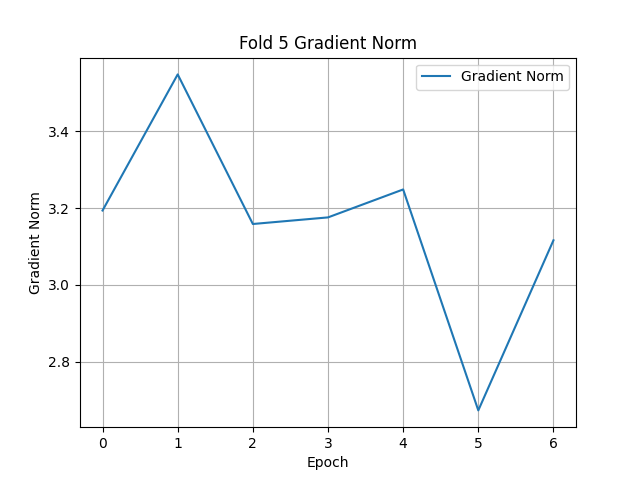 Fold 5 Gradient Norm
Gradient Norm
3.4
3.2
3.0
2.8
Gradient Norm
0 1 2 3 4 5 6
Epoch